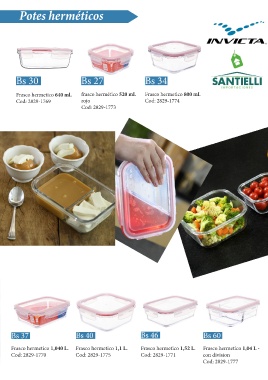 Potes herméticos
INVICTA
SANTIELLI
Bs 30
Frasco hermetico 640 ml.
Cod: 2829-1769
Bs 27
frasco hermetico 520 ml.
rojo
Cod: 2829-1773
Bs 34
frasco hermetico 800 ml.
Cod: 2829-1774
Bs 37
Frasco hermetico 1,040 L.
Cod: 2829-1770
Bs 40
Frasco hermetico 1,1 L.
Cod: 2829-1775
Bs 46
Frasco hermetico 1,52 L.
Cod: 2829-1771
Bs 60
Frasco hermetico 1,04 L -
con division
Cod: 2829-1777